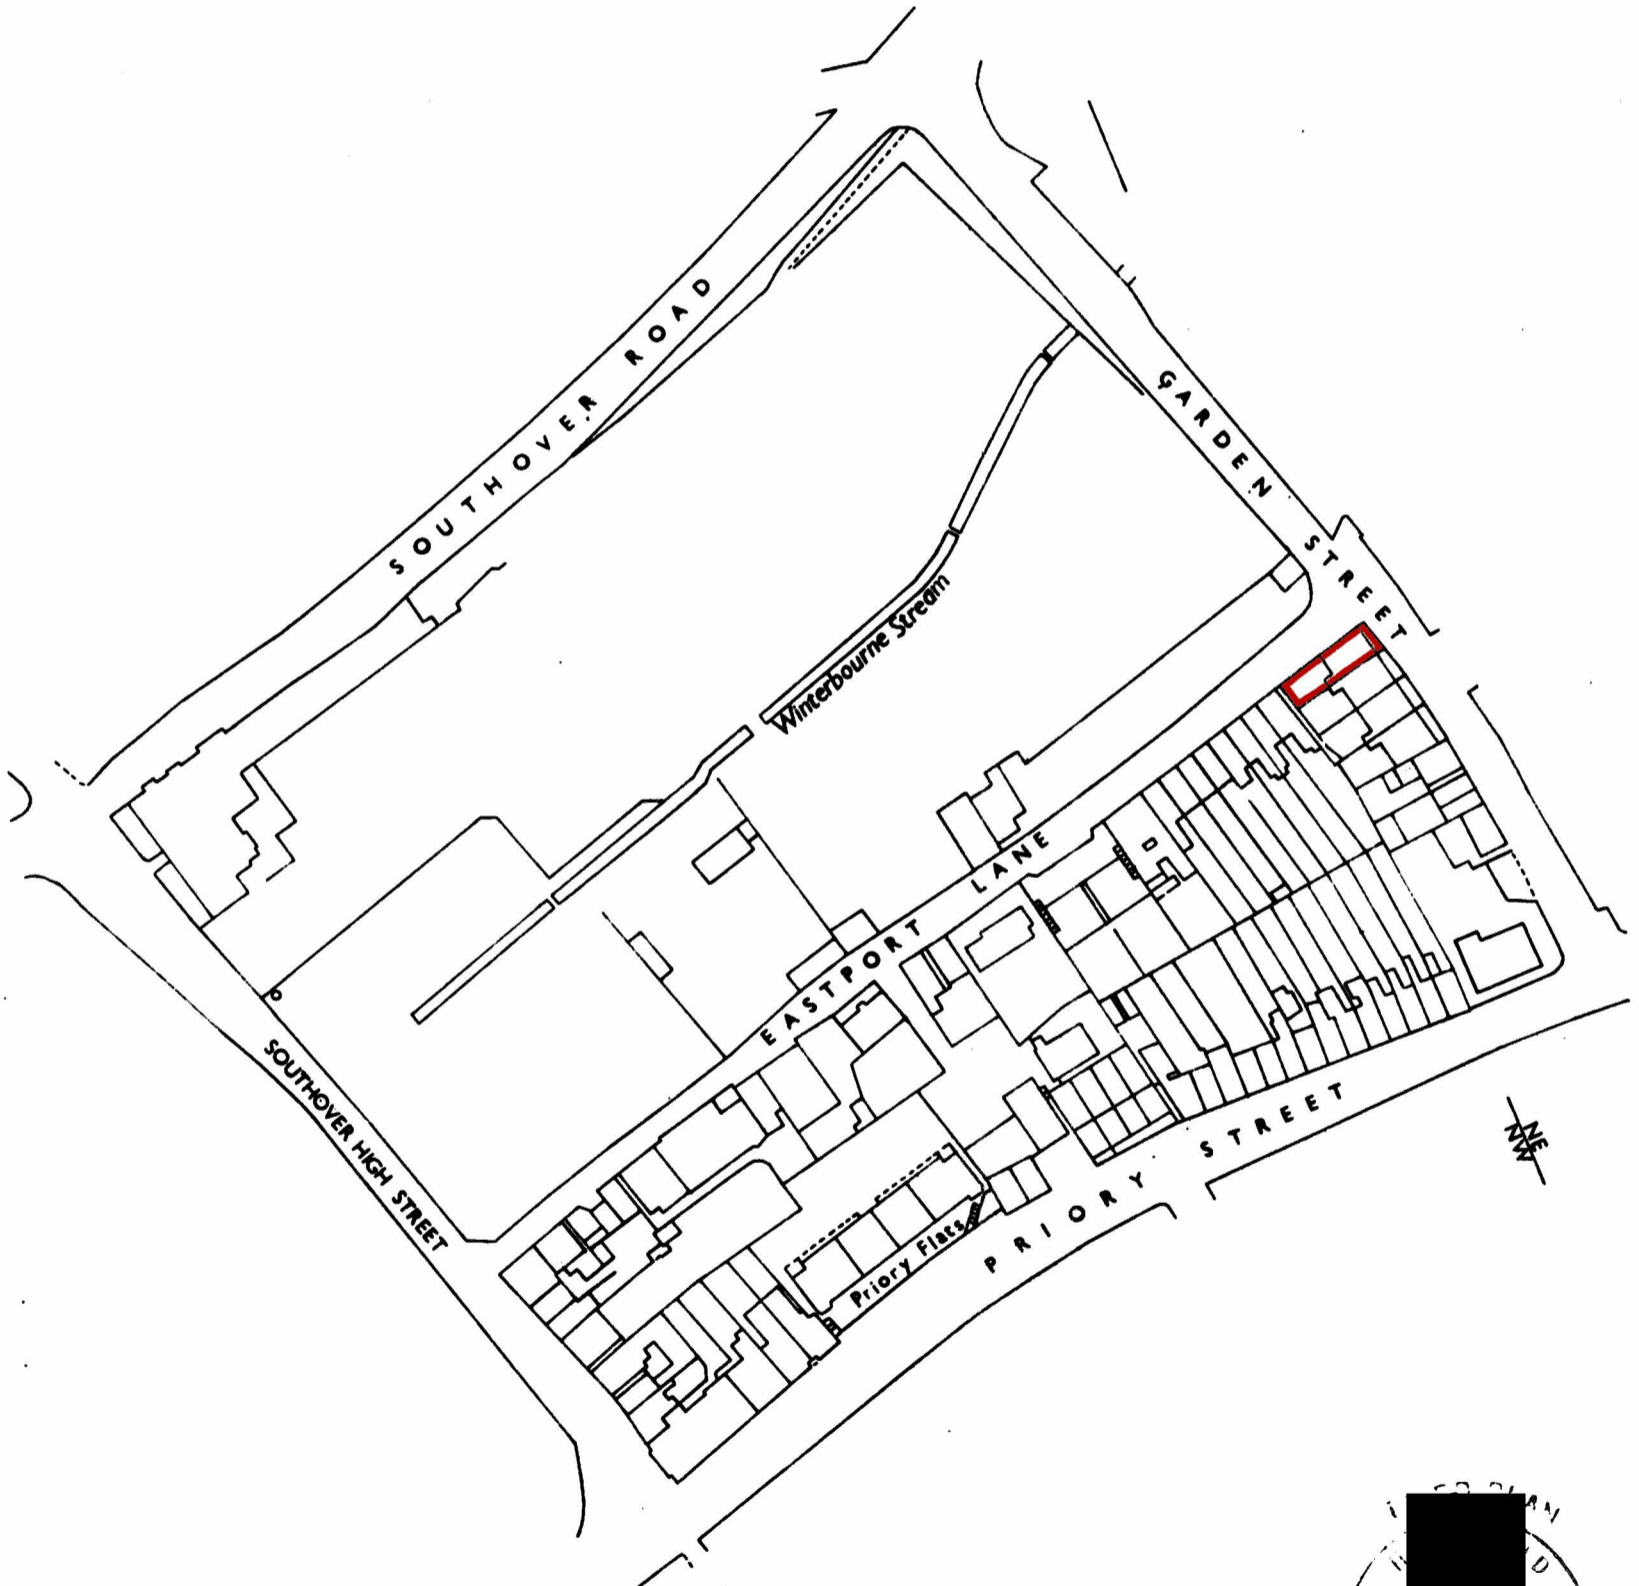 SOUTHOVER ROAD
GARDEN STREET
Winterbourne Stream
EASTPORT LANE
SOUTHOVER HIGH STREET
Priory Flats
PRIORY STREET
NE
NW